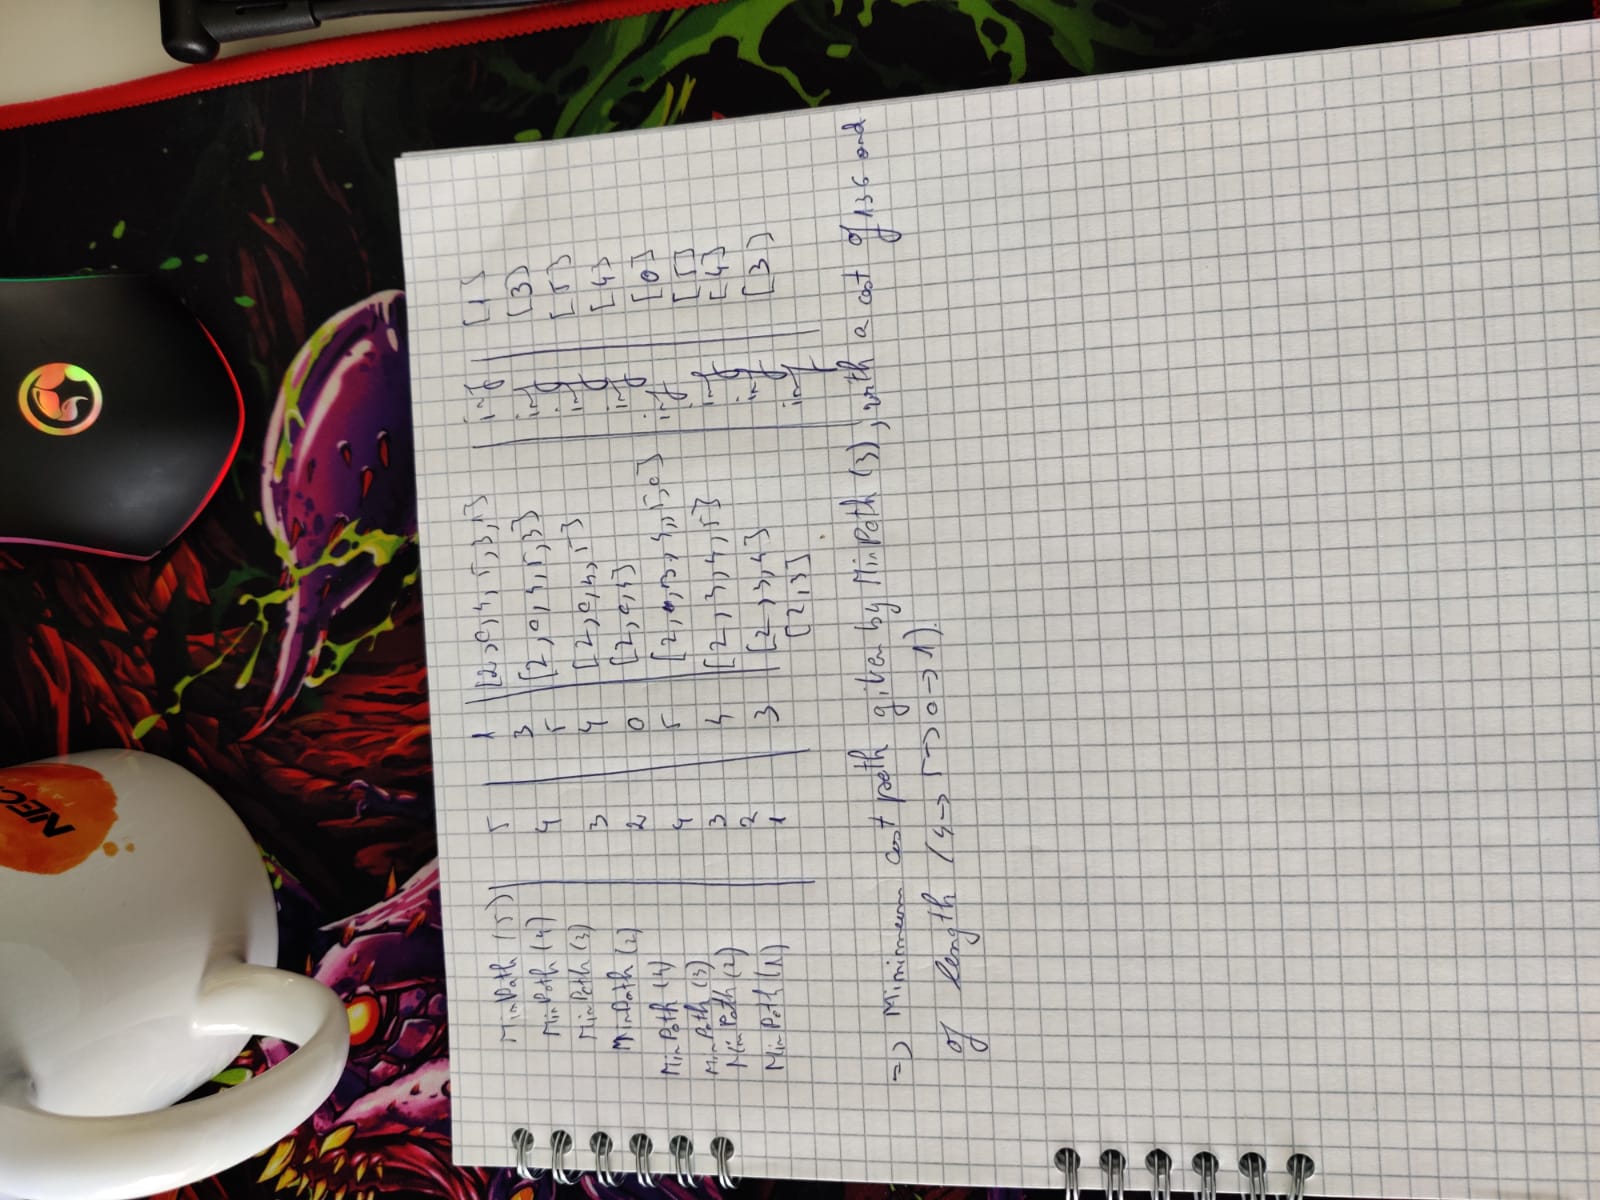 MinPath (5) | 5 | 1 | [2,0,4,5,3,1] | inf | [1]
MinPath (4) | 4 | 3 | [2,0,4,5,3] | inf | [3]
MinPath (3) | 3 | 5 | [2,0,4,5] | inf | [5]
MinPath (2) | 2 | 4 | [2,0,4] | inf | [4]
MinPath (4) | 4 | 0 | [2,3,4,5,0] | inf | [0]
MinPath (3) | 3 | 5 | [2,3,4,5] | inf | [5]
MinPath (2) | 2 | 4 | [2,3,4] | inf | [4]
MinPath (1) | 1 | 3 | [2,3] | inf | [3]
=> Minimum cost path given by MinPath (3), with a cost of 136 and
of length (4->5->0->1).
NEC